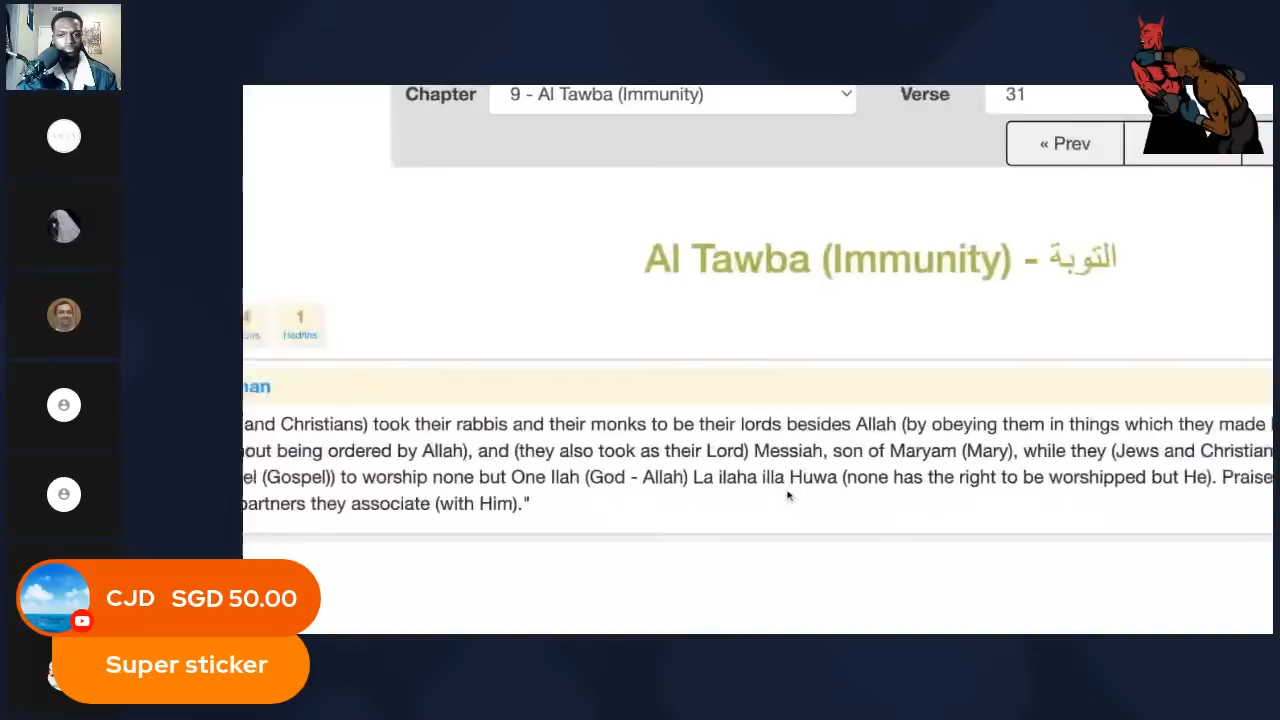 Chapter 9 - Al Tawba (Immunity) Verse 31
« Prev
Al Tawba (Immunity) - التوبة
1
Hadiths
and Christians) took their rabbis and their monks to be their lords besides Allah (by obeying them in things which they made
being ordered by Allah), and (they also took as their Lord) Messiah, son of Maryam (Mary), while they (Jews and Christian
(Gospel)) to worship none but One Ilah (God - Allah) La ilaha illa Huwa (none has the right to be worshipped but He). Praise
partners they associate (with Him)."
CJD SGD 50.00
Super sticker